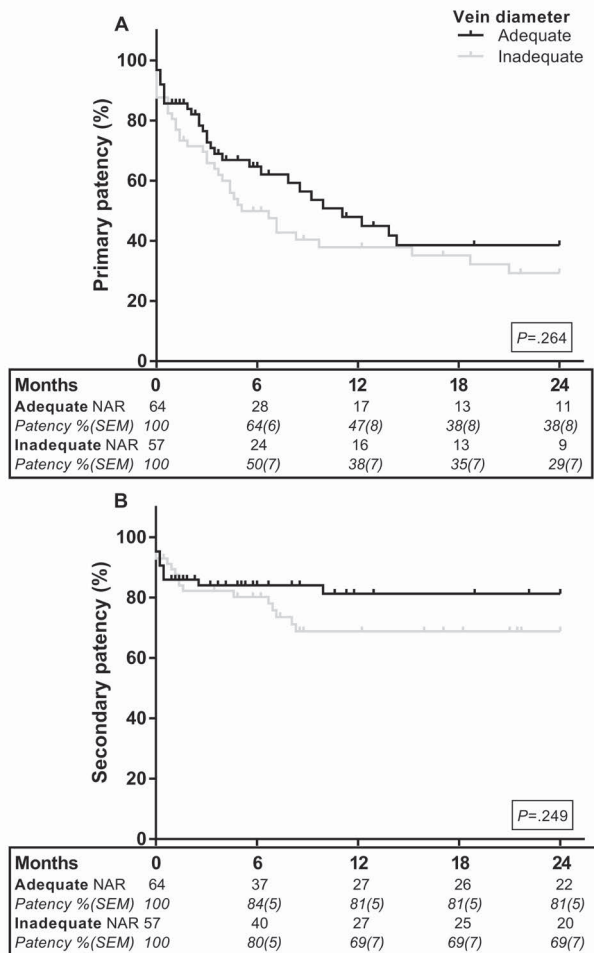 A
Vein diameter
Adequate
Inadequate
Primary patency (%)
100
80
60
40
20
0
P=.264
Months 0 6 12 18 24
Adequate NAR 64 28 17 13 11
Patency %(SEM) 100 64(6) 47(8) 38(8) 38(8)
Inadequate NAR 57 24 16 13 9
Patency %(SEM) 100 50(7) 38(7) 35(7) 29(7)
B
Secondary patency (%)
100
80
60
40
20
0
P=.249
Months 0 6 12 18 24
Adequate NAR 64 37 27 26 22
Patency %(SEM) 100 84(5) 81(5) 81(5) 81(5)
Inadequate NAR 57 40 27 25 20
Patency %(SEM) 100 80(5) 69(7) 69(7) 69(7)